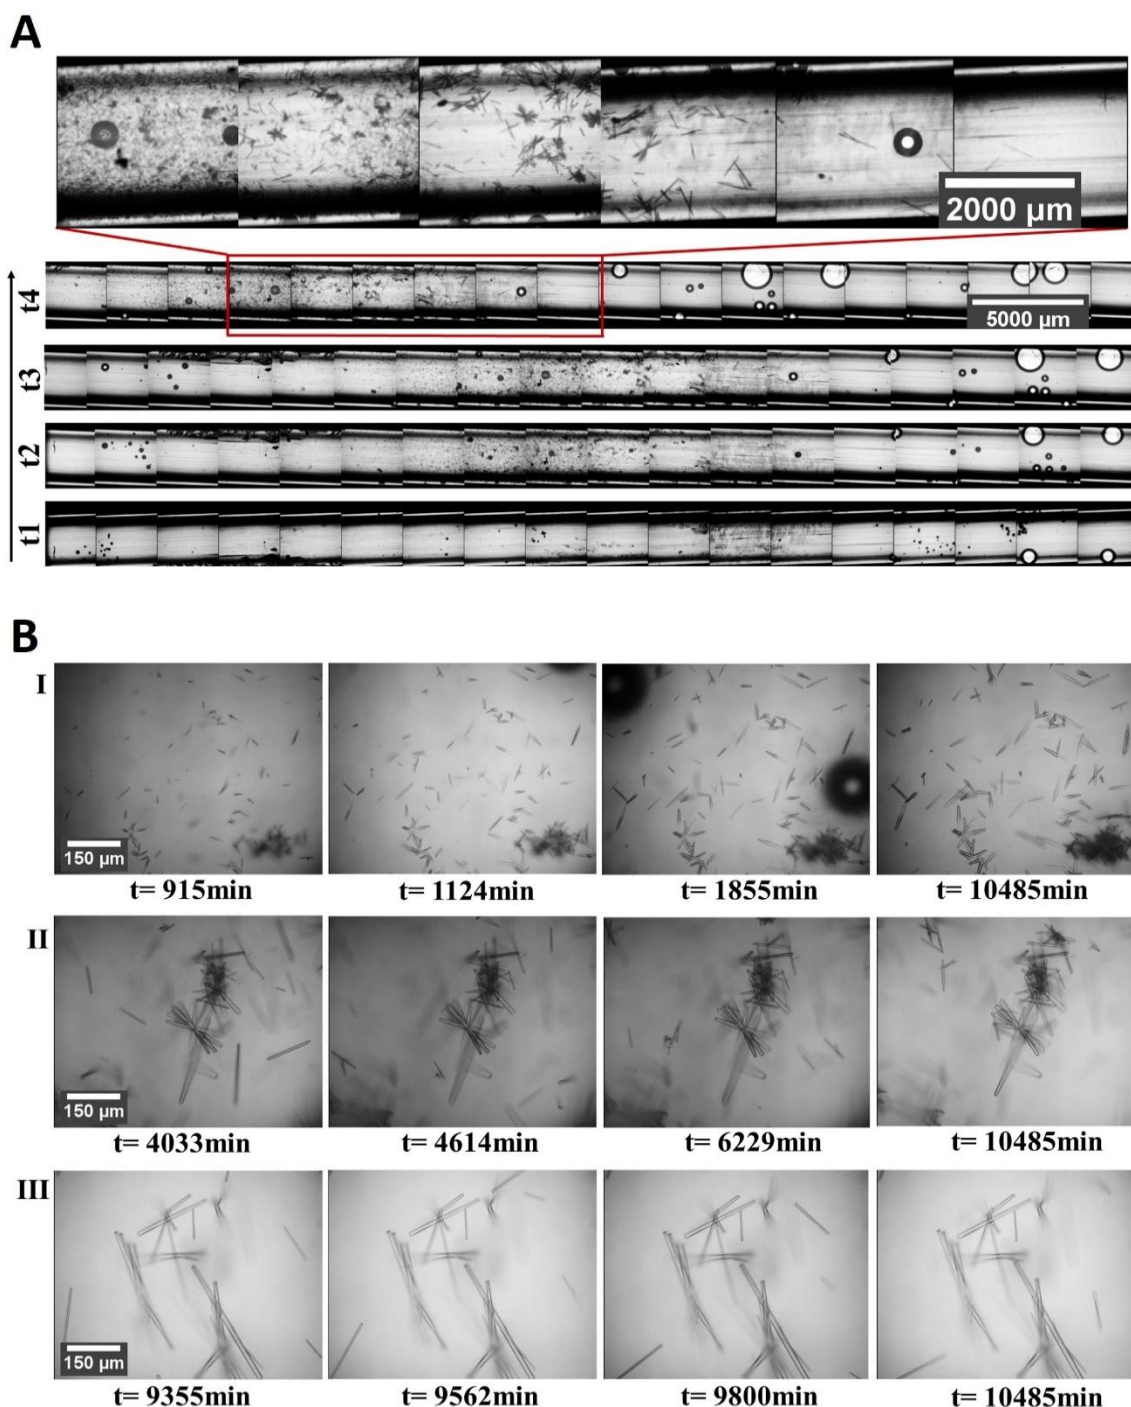 A
2000 µm
t4
5000 µm
t3
t2
t1
B
I
150 µm
t= 915min
t= 1124min
t= 1855min
t= 10485min
II
150 µm
t= 4033min
t= 4614min
t= 6229min
t= 10485min
III
150 µm
t= 9355min
t= 9562min
t= 9800min
t= 10485min